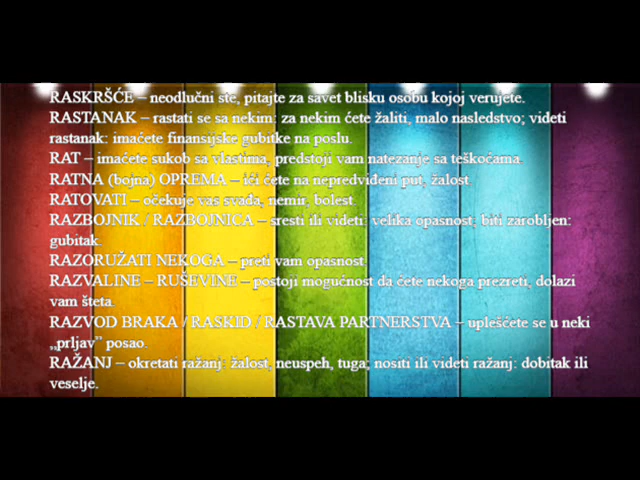 RASKRŠĆE – neodlučni ste, pitajte za savet blisku osobu kojoj verujete.
RASTANAK – rastati se sa nekim: za nekim ćete žaliti, malo nasledstvo; videti
rastanak: imaćete finansijske gubitke na poslu.
RAT – imaćete sukob sa vlastima, predstoji vam natezanje sa teškoćama.
RATNA (bojna) OPREMA – ići ćete na nepredviđeni put, žalost.
RATOVATI – očekuje vas svađa, nemir, bolest.
RAZBOJNIK / RAZBOJNICA – sresti ili videti: velika opasnost, biti zarobljen:
gubitak.
RAZORUŽATI NEKOGA – preti vam opasnost.
RAZVALINE – RUŠEVINE – postoji mogućnost da ćete nekoga prezreti, dolazi
vam šteta.
RAZVOD BRAKA / RASKID / RASTAVA PARTNERSTVA – uplešćete se u neki
„prljav” posao.
RAŽANJ – okretati ražanj: žalost, neuspeh, tuga; nositi ili videti ražanj: dobitak ili
veselje.